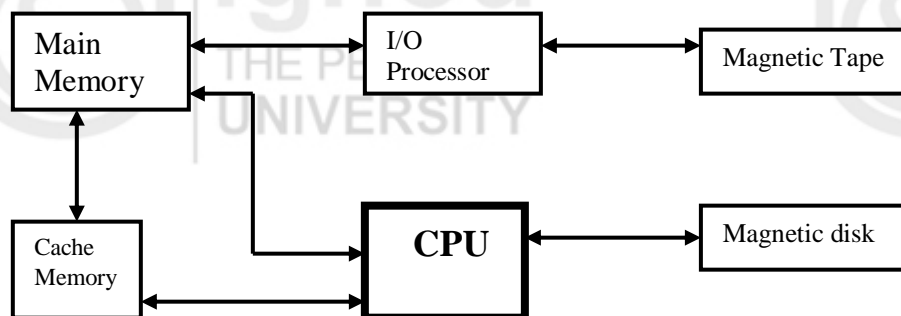 Main
Memory
I/O
Processor
Magnetic Tape
THE PE
UNIVERSITY
Cache
Memory
CPU
Magnetic disk